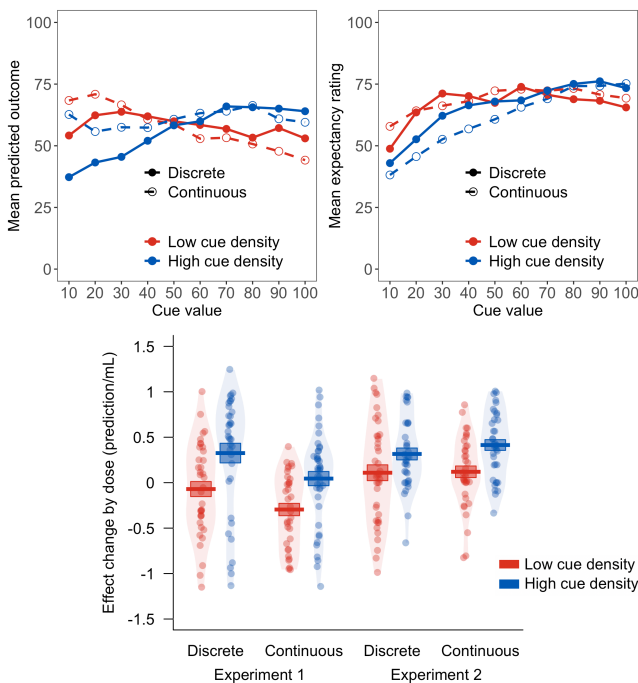 Mean predicted outcome
100
75
50
25
0
Discrete
Continuous
Low cue density
High cue density
10 20 30 40 50 60 70 80 90 100
Cue value
Mean expectancy rating
100
75
50
25
0
Discrete
Continuous
Low cue density
High cue density
10 20 30 40 50 60 70 80 90 100
Cue value
Effect change by dose (prediction/mL)
1.5
1
0.5
0
-0.5
-1
-1.5
Low cue density
High cue density
Discrete Continuous Discrete Continuous
Experiment 1 Experiment 2